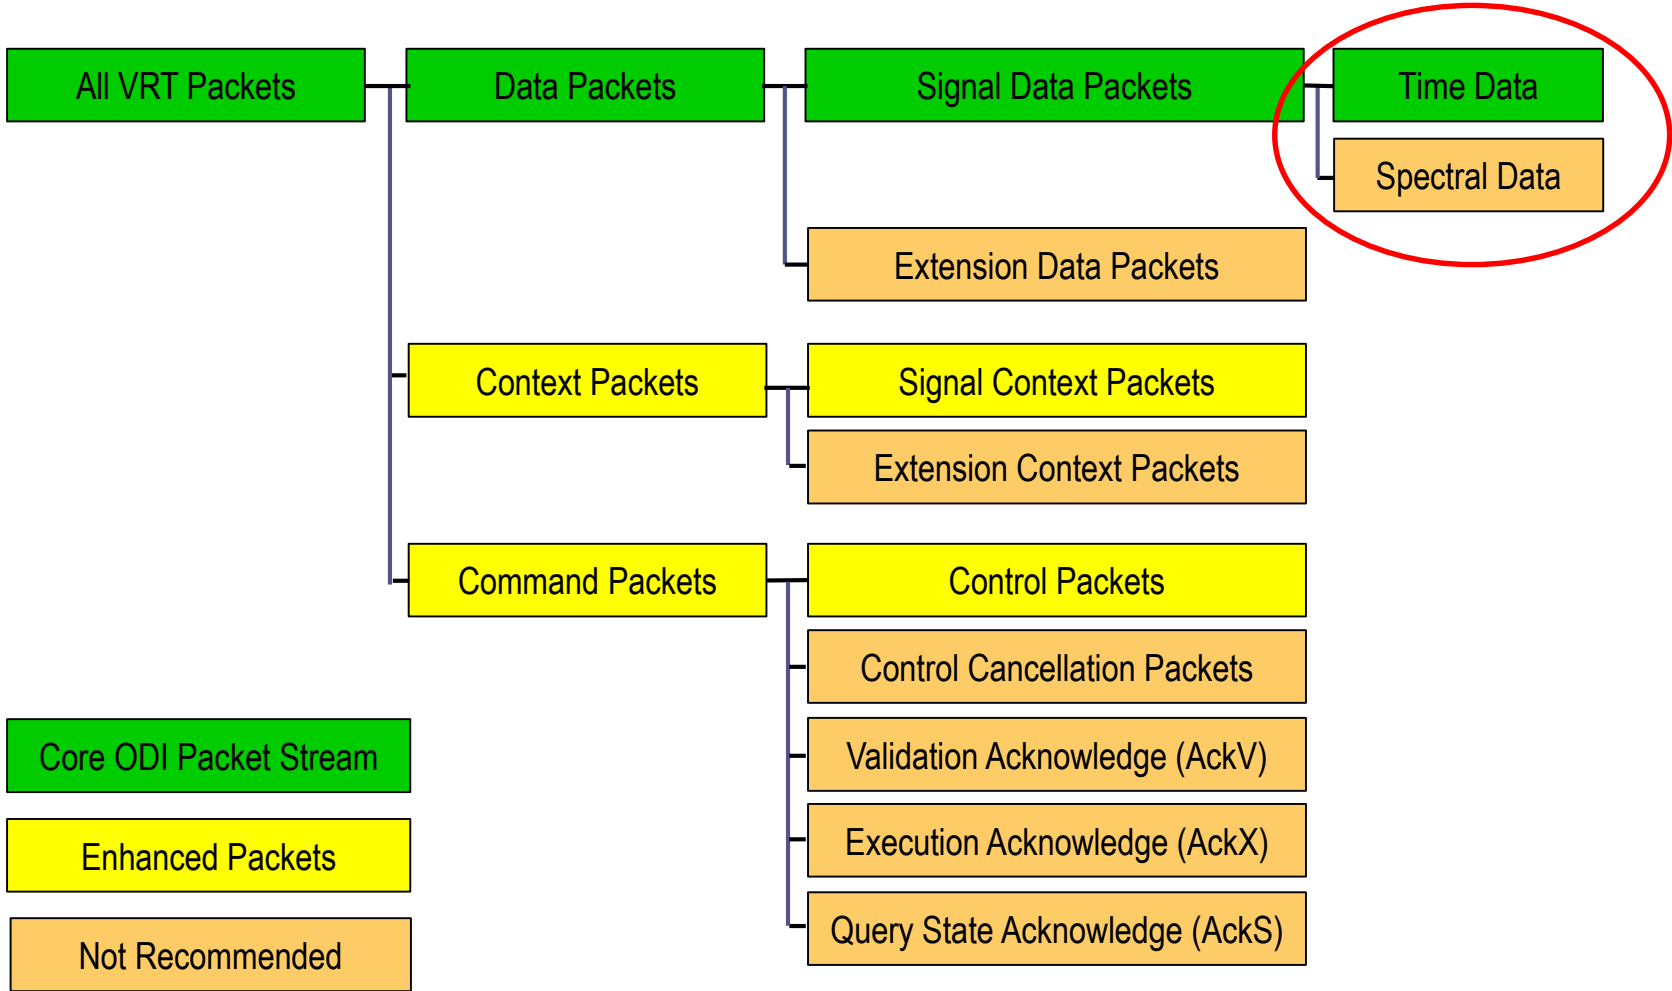 All VRT Packets
Data Packets
Signal Data Packets
Time Data
Spectral Data
Extension Data Packets
Context Packets
Signal Context Packets
Extension Context Packets
Command Packets
Control Packets
Control Cancellation Packets
Validation Acknowledge (AckV)
Execution Acknowledge (AckX)
Query State Acknowledge (AckS)
Core ODI Packet Stream
Enhanced Packets
Not Recommended